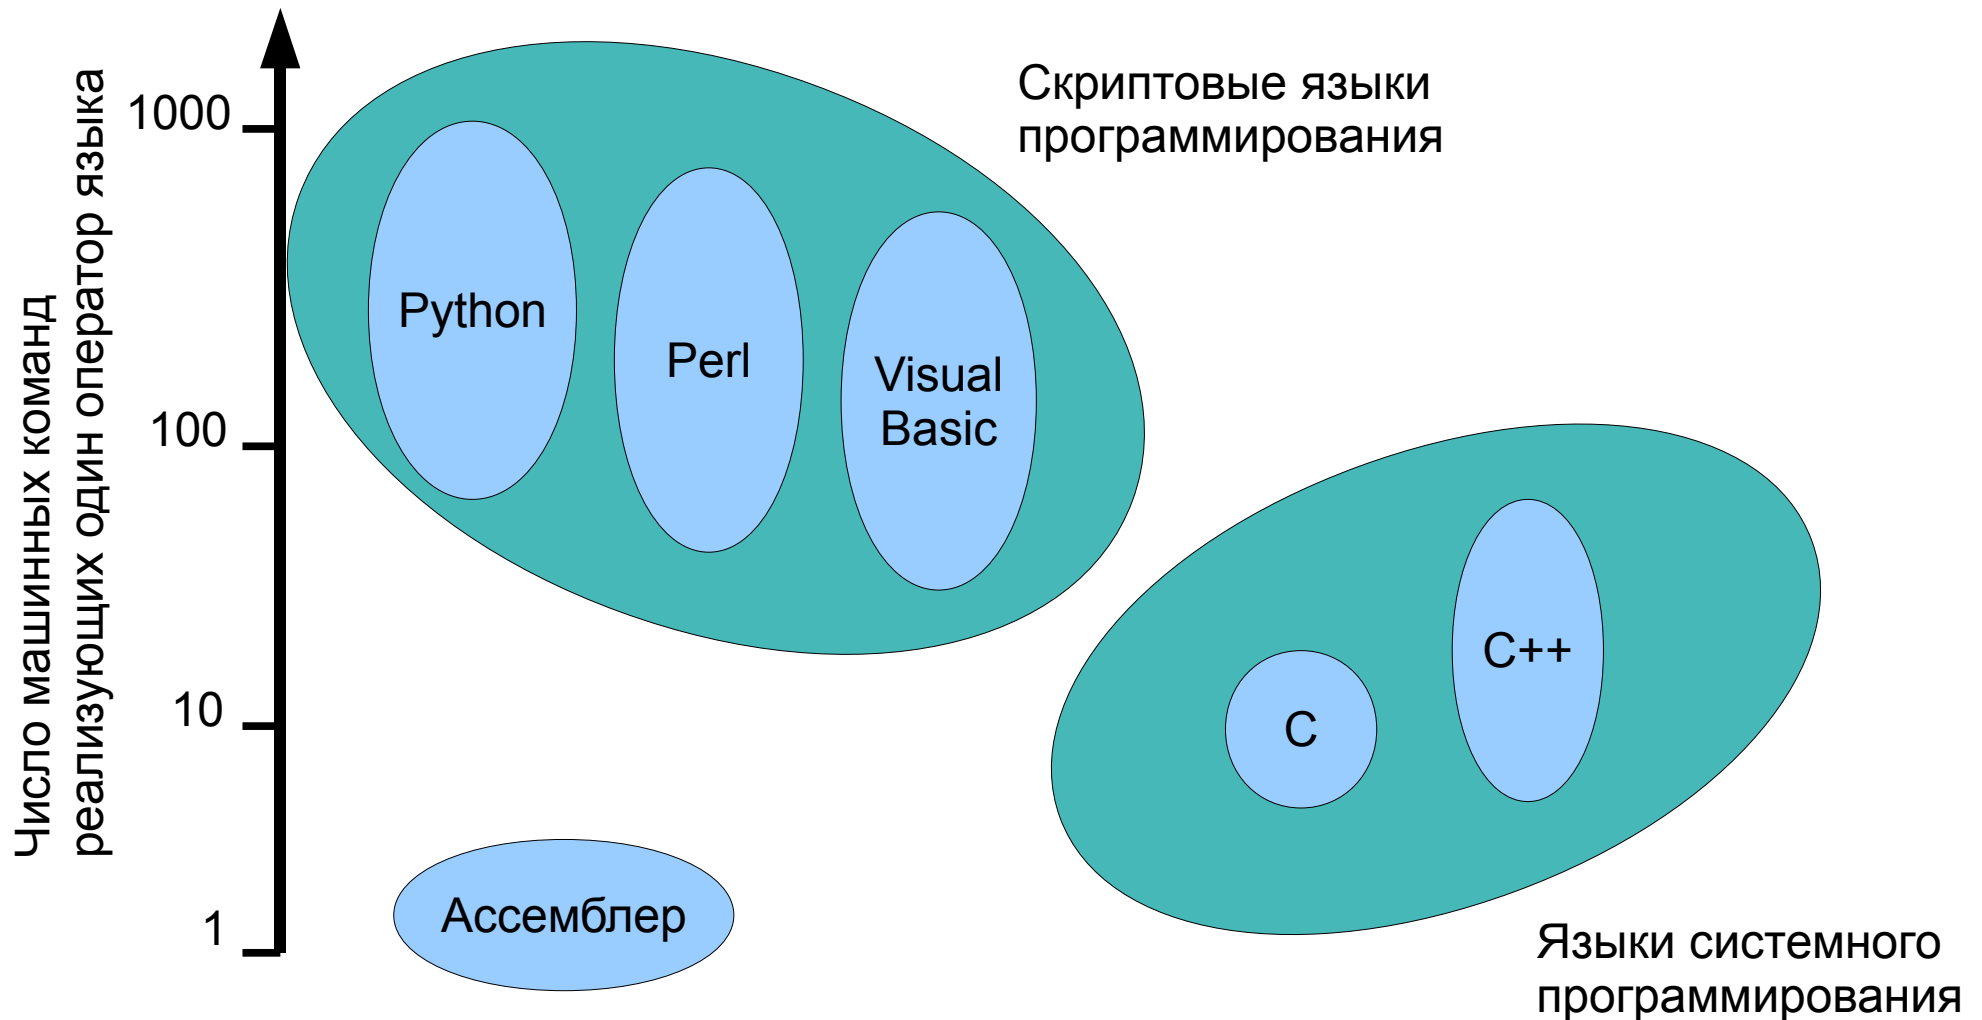 Число машинных команд
реализующих один оператор языка
1000
100
10
1
Скриптовые языки
программирования
Python
Perl
Visual
Basic
C
C++
Ассемблер
Языки системного
программирования